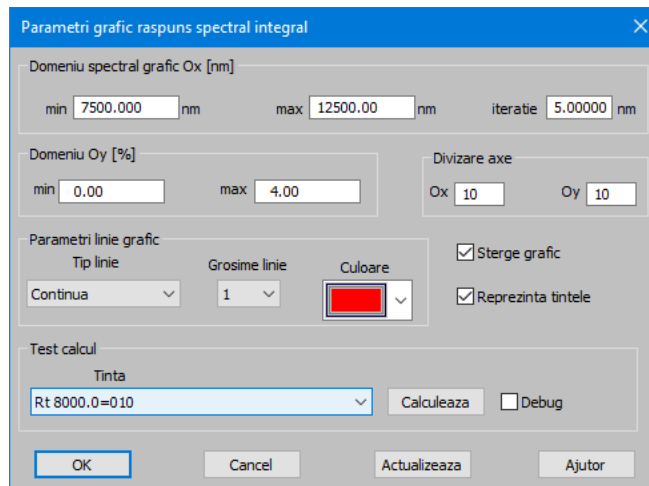 Parametri grafic raspuns spectral integral
Domeniu spectral grafic Ox [nm]
min 7500.000 nm max 12500.00 nm iteratie 5.00000 nm
Domeniu Oy [%] Divizare axe
min 0.00 max 4.00 Ox 10 Oy 10
Parametri linie grafic
Tip linie Grosime linie Culoare Sterge grafic
Continua 1 Reprezinta tintele
Test calcul
Tinta
Rt 8000.0=010 Calculeaza Debug
OK Cancel Actualizeaza Ajutor